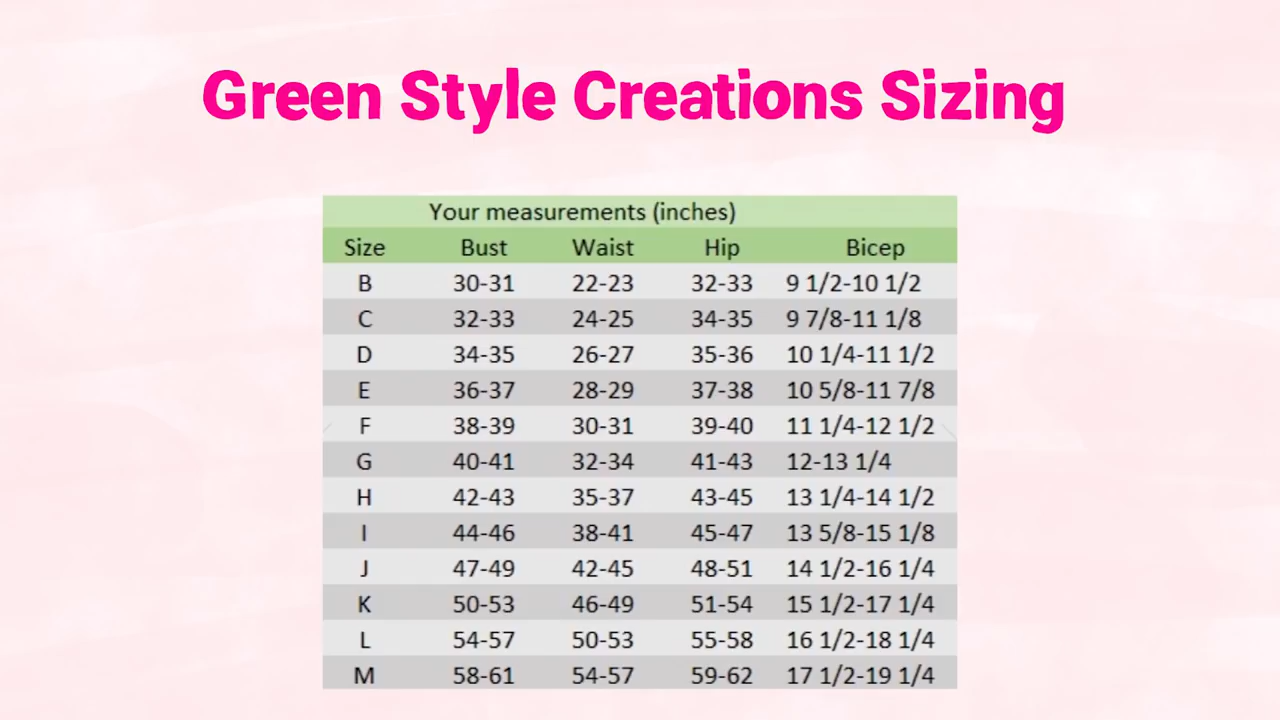 Green Style Creations Sizing
Your measurements (inches)
Size Bust Waist Hip Bicep
B 30-31 22-23 32-33 9 1/2-10 1/2
C 32-33 24-25 34-35 9 7/8-11 1/8
D 34-35 26-27 35-36 10 1/4-11 1/2
E 36-37 28-29 37-38 10 5/8-11 7/8
F 38-39 30-31 39-40 11 1/4-12 1/2
G 40-41 32-34 41-43 12-13 1/4
H 42-43 35-37 43-45 13 1/4-14 1/2
I 44-46 38-41 45-47 13 5/8-15 1/8
J 47-49 42-45 48-51 14 1/2-16 1/4
K 50-53 46-49 51-54 15 1/2-17 1/4
L 54-57 50-53 55-58 16 1/2-18 1/4
M 58-61 54-57 59-62 17 1/2-19 1/4